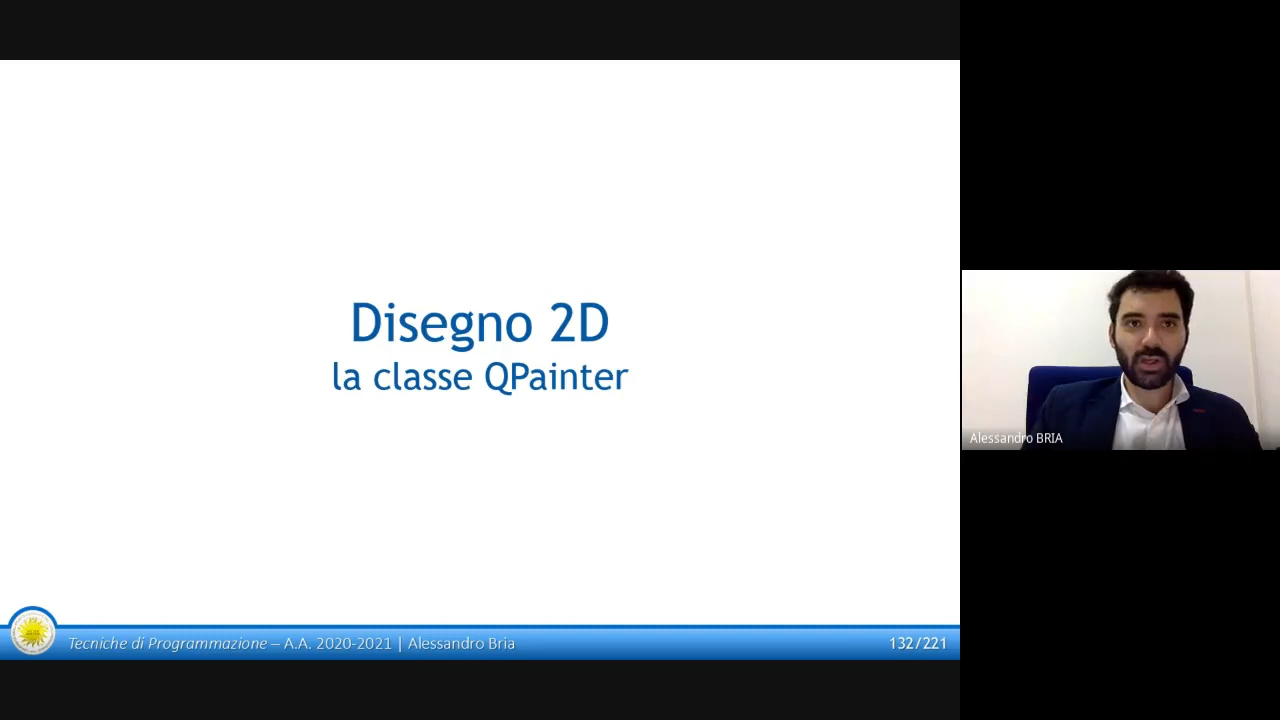 Disegno 2D
la classe QPainter
Alessandro BRIA
Tecniche di Programmazione – A.A. 2020-2021 | Alessandro Bria
132/221